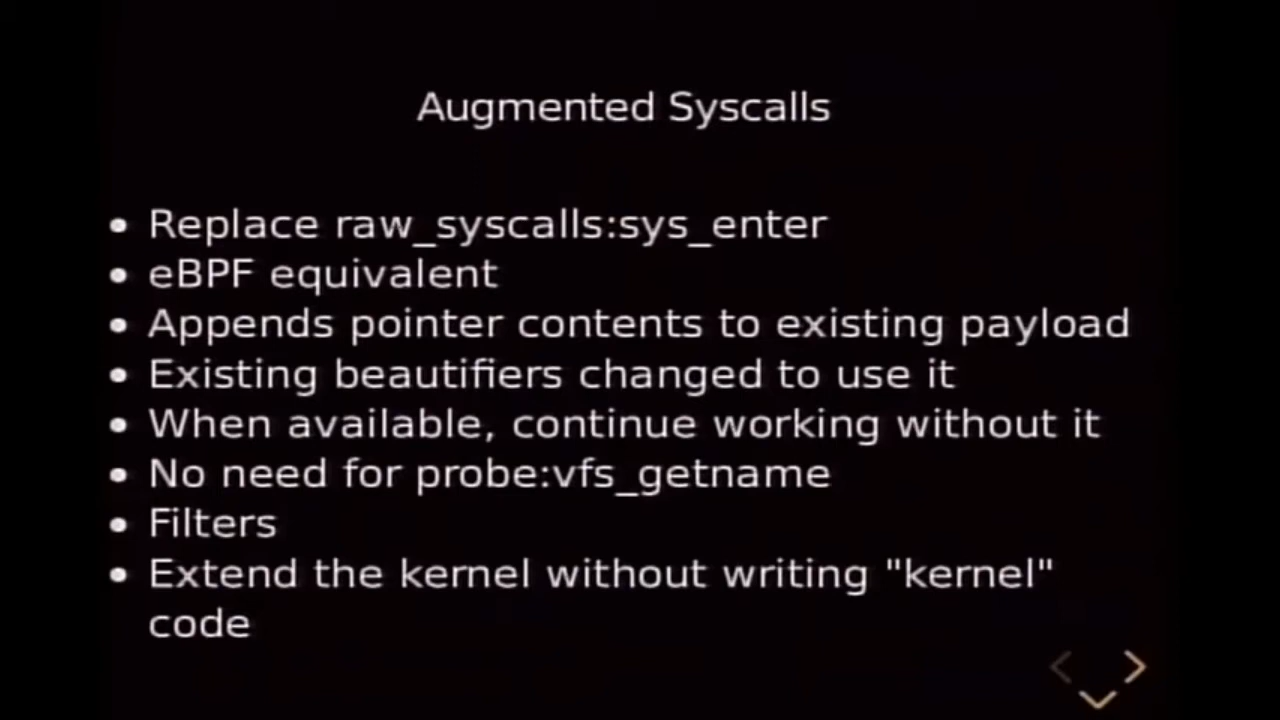 Augmented Syscalls
• Replace raw_syscalls:sys_enter
• eBPF equivalent
• Appends pointer contents to existing payload
• Existing beautifiers changed to use it
• When available, continue working without it
• No need for probe:vfs_getname
• Filters
• Extend the kernel without writing "kernel"
code